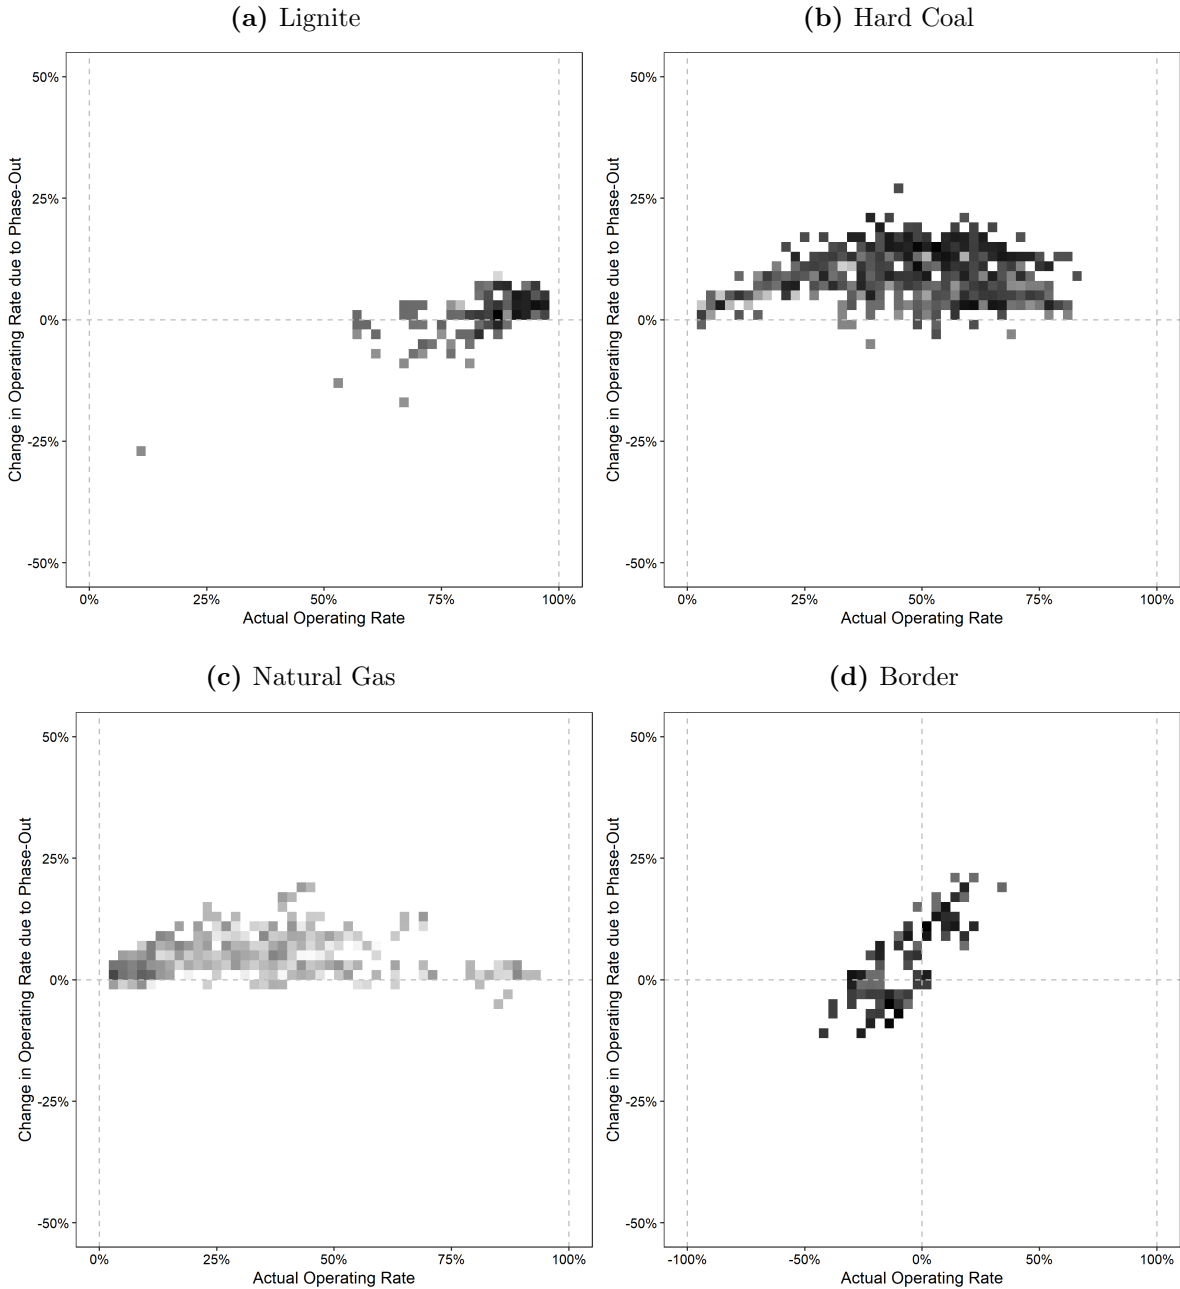 (a) Lignite
50%
25%
0%
-25%
-50%
0% 25% 50% 75% 100%
Change in Operating Rate due to Phase-Out
Actual Operating Rate
(b) Hard Coal
50%
25%
0%
-25%
-50%
0% 25% 50% 75% 100%
Change in Operating Rate due to Phase-Out
Actual Operating Rate
(c) Natural Gas
50%
25%
0%
-25%
-50%
0% 25% 50% 75% 100%
Change in Operating Rate due to Phase-Out
Actual Operating Rate
(d) Border
50%
25%
0%
-25%
-50%
-100% -50% 0% 50% 100%
Change in Operating Rate due to Phase-Out
Actual Operating Rate